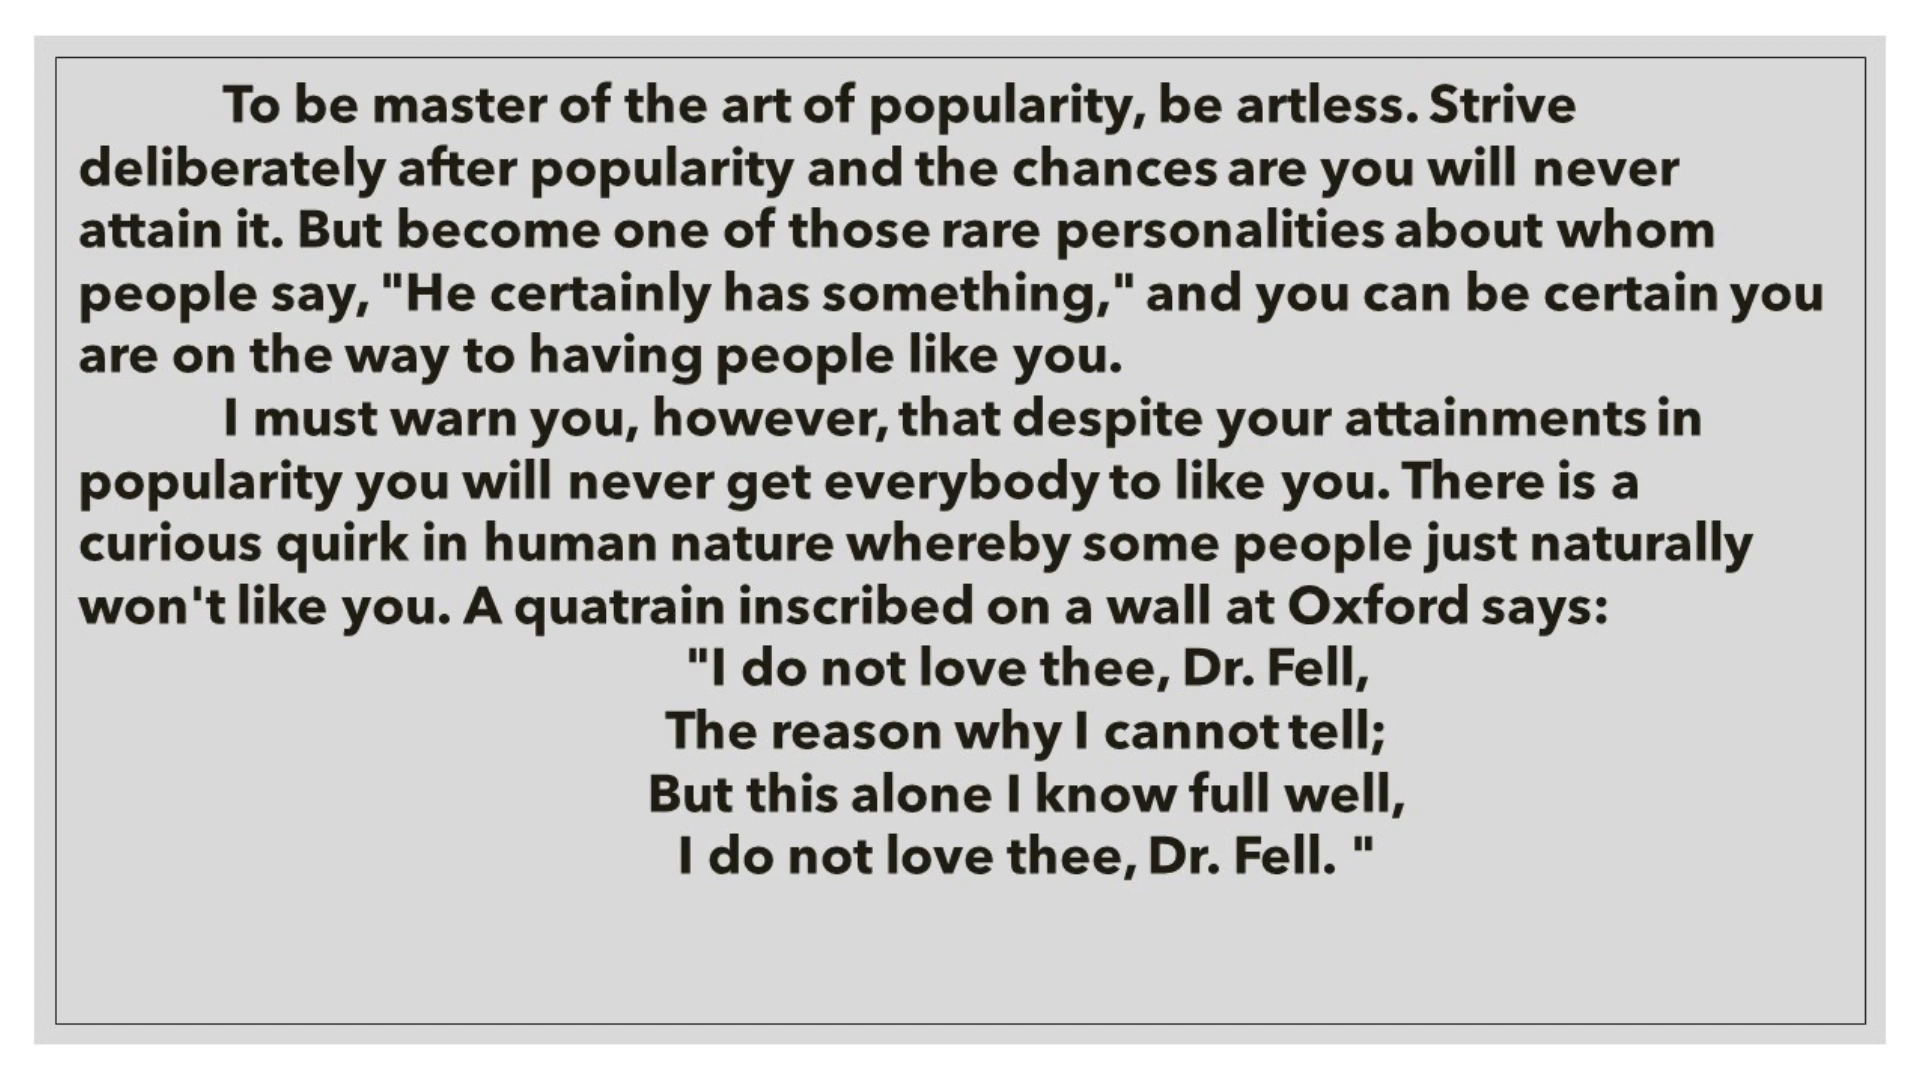 To be master of the art of popularity, be artless. Strive
deliberately after popularity and the chances are you will never
attain it. But become one of those rare personalities about whom
people say, "He certainly has something," and you can be certain you
are on the way to having people like you.
I must warn you, however, that despite your attainments in
popularity you will never get everybody to like you. There is a
curious quirk in human nature whereby some people just naturally
won't like you. A quatrain inscribed on a wall at Oxford says:
"I do not love thee, Dr. Fell,
The reason why I cannot tell;
But this alone I know full well,
I do not love thee, Dr. Fell. "